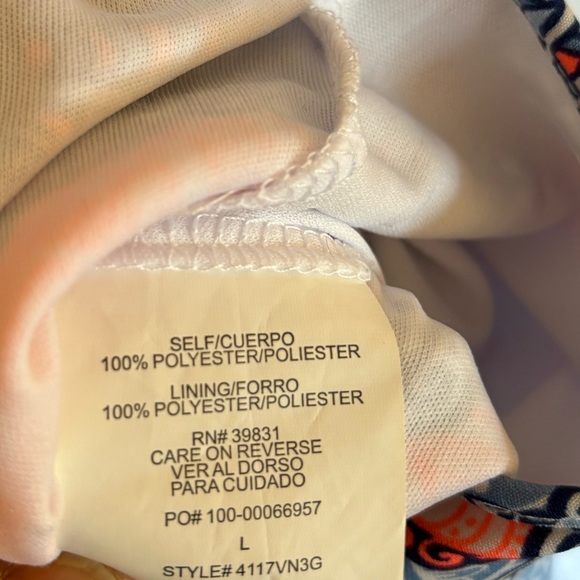 SELF/CUERPO
100% POLYESTER/POLIESTER
LINING/FORRO
100% POLYESTER/POLIESTER
RN# 39831
CARE ON REVERSE
VER AL DORSO
PARA CUIDADO
PO# 100-00066957
L
STYLE# 4117VN3G